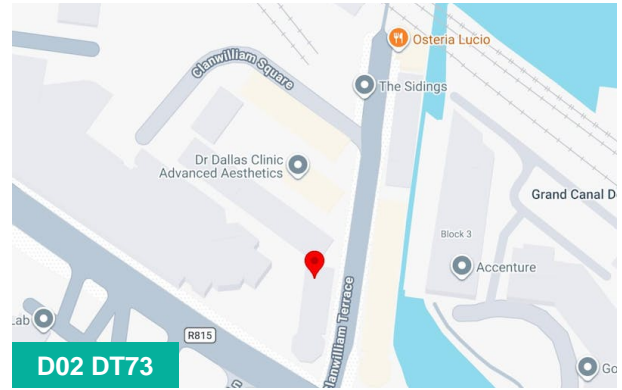 Osteria Lucio
Clanwilliam Square
The Sidings
Dr Dallas Clinic
Advanced Aesthetics
Grand Canal D
Block 3
Accenture
Clanwilliam Terrace
Lab
R815
Go
D02 DT73